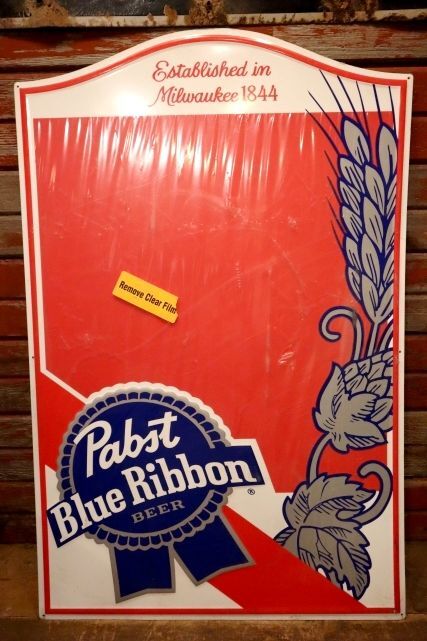 Established in
Milwaukee 1844
Remove Clear Film
Pabst
Blue Ribbon®
BEER